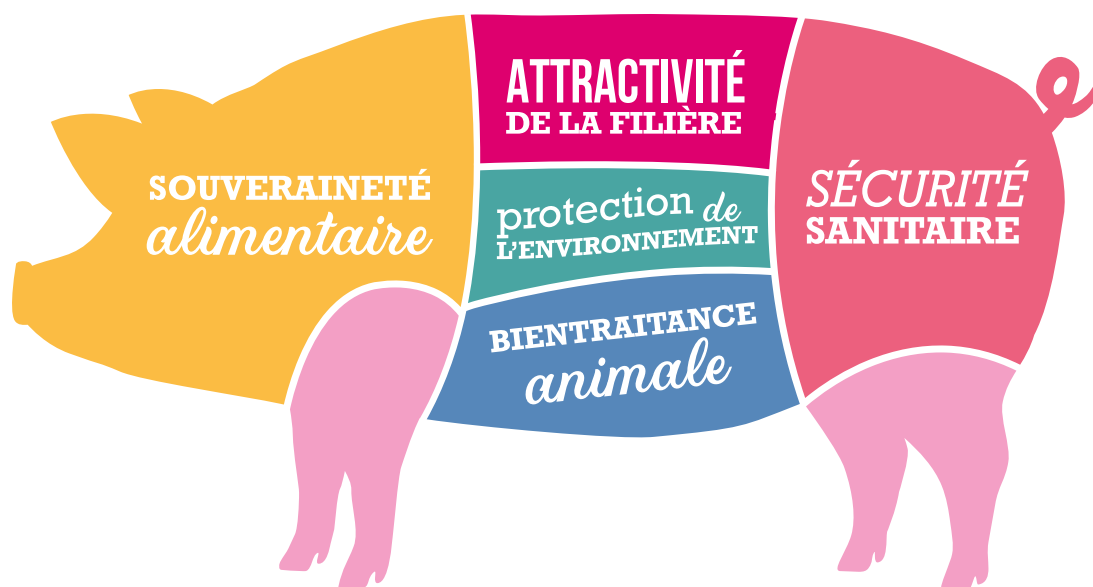 SOUVERAINETÉ
alimentaire
ATTRACTIVITÉ
DE LA FILIÈRE
protection de
L'ENVIRONNEMENT
BIENTRAITANCE
animale
SÉCURITÉ
SANITAIRE